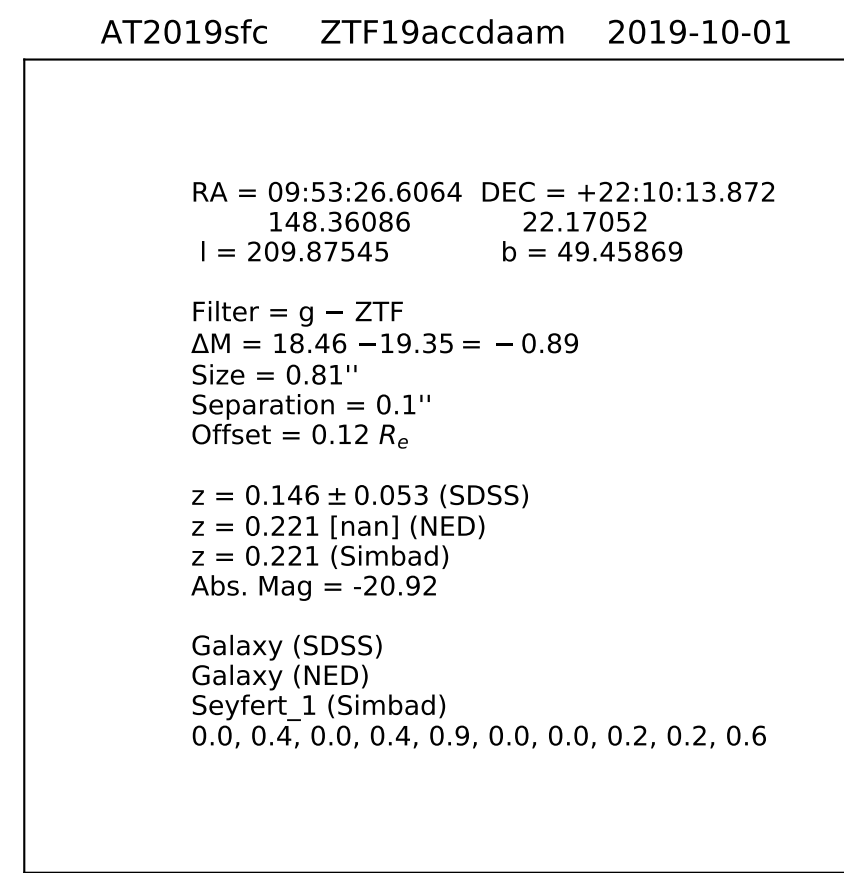 AT2019sfc ZTF19accdaam 2019-10-01
RA = 09:53:26.6064 DEC = +22:10:13.872
148.36086 22.17052
l = 209.87545 b = 49.45869
Filter = g − ZTF
ΔM = 18.46 −19.35 = − 0.89
Size = 0.81''
Separation = 0.1''
Offset = 0.12 Re
z = 0.146 ± 0.053 (SDSS)
z = 0.221 [nan] (NED)
z = 0.221 (Simbad)
Abs. Mag = -20.92
Galaxy (SDSS)
Galaxy (NED)
Seyfert_1 (Simbad)
0.0, 0.4, 0.0, 0.4, 0.9, 0.0, 0.0, 0.2, 0.2, 0.6